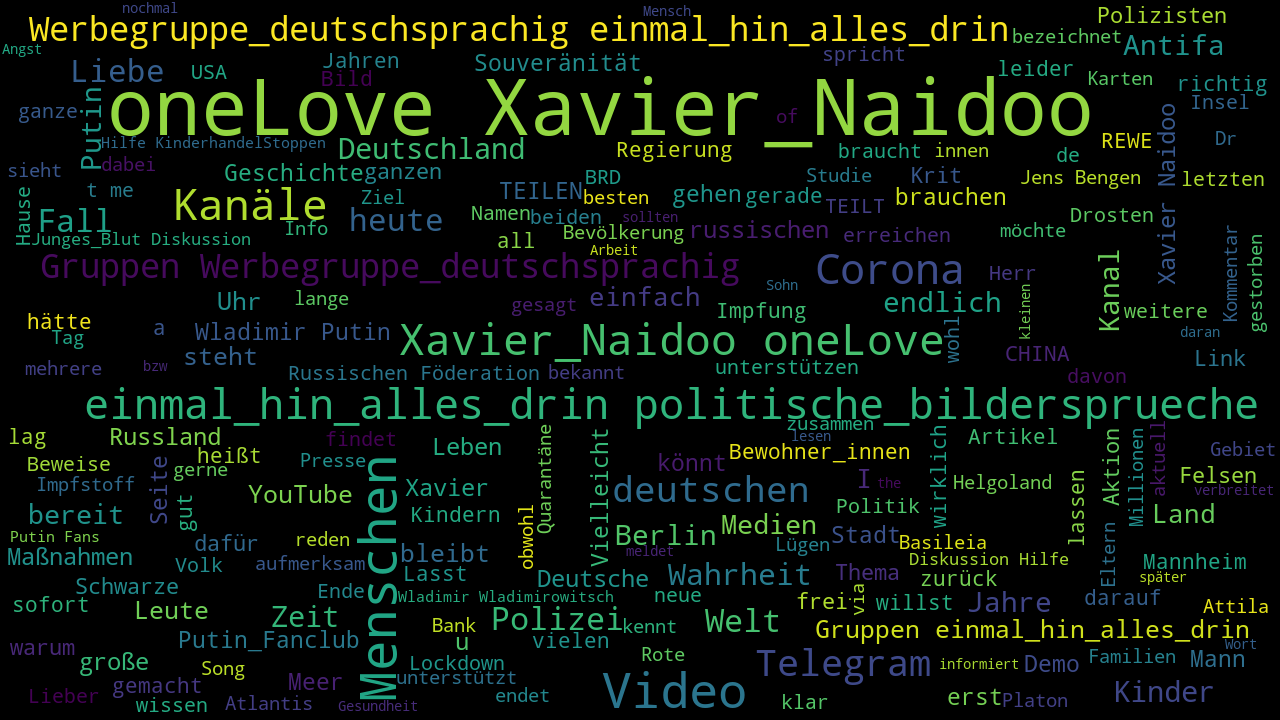 nochmal
Mensch
Werbegruppe_deutschsprachig einmal_hin_alles_drin
Polizisten
bezeichnet
Antifa
Angst
Liebe
USA
Jahren
Bild
Souveränität
spricht
leider
Karten
richtig
ganze
Putin
oneLove Xavier_Naidoo
of
Insel
Hilfe KinderhandelStoppen
Deutschland
Regierung
braucht
innen
de
REWE
Xavier Naidoo
Dr
sieht
dabei
Geschichte
ganzen
BRD
Studie
Krit
Jens Bengen
letzten
t me
Kanäle
Ziel
TEILEN
besten
gehen
gerade
TEILT
brauchen
Hause
Fall
Info
heute
Namen
beiden
sollten
Drosten
Junges_Blut Diskussion
all
Bevölkerung
russischen
erreichen
möchte
Arbeit
Gruppen Werbegruppe_deutschsprachig
Corona
Herr
Kanal
Kommentar
gestorben
Uhr
lange
gesagt
einfach
Sohn
Impfung
endlich
kleinen
weitere
hätte
Tag
a
Wladimir Putin
steht
Xavier_Naidoo oneLove
wohl
daran
CHINA
Link
mehrere
bzw
Russischen Föderation
bekannt
unterstützen
davon
einmal_hin_alles_drin politische_bildersprueche
zusammen
lag
Russland
findet
Leben
Quarantäne
Vielleicht
lesen
Bewohner_innen
wirklich
Artikel
Aktion
Millionen
aktuell
Gebiet
Beweise
heißt
gerne
Presse
könnt
I
the
Helgoland
Felsen
Impfstoff
Seite
YouTube
Menschen
Xavier
deutschen
verbreitet
bereit
gut
Kindern
obwohl
Politik
lassen
Land
Putin Fans
dafür
reden
bleibt
Berlin
Medien
Stadt
Lügen
Basileia
Maßnahmen
Volk
aufmerksam
meldet
Diskussion Hilfe
Eltern
Mannheim
Schwarze
Ende
Lasst
Deutsche
Wahrheit
Thema
zurück
später
sofort
Leute
Zeit
Wladimir Wladimirowitsch
neue
frei
via
willst
Jahre
darauf
Attila
warum
Putin_Fanclub
Bank
u
Polizei
vielen
kennt
Welt
Gruppen einmal_hin_alles_drin
Wort
große
Song
Lockdown
Rote
Telegram
informiert
Demo
Familien
Mann
Lieber
gemacht
Meer
unterstützt
wissen
Atlantis
Gesundheit
endet
Video
klar
erst
Platon
Kinder